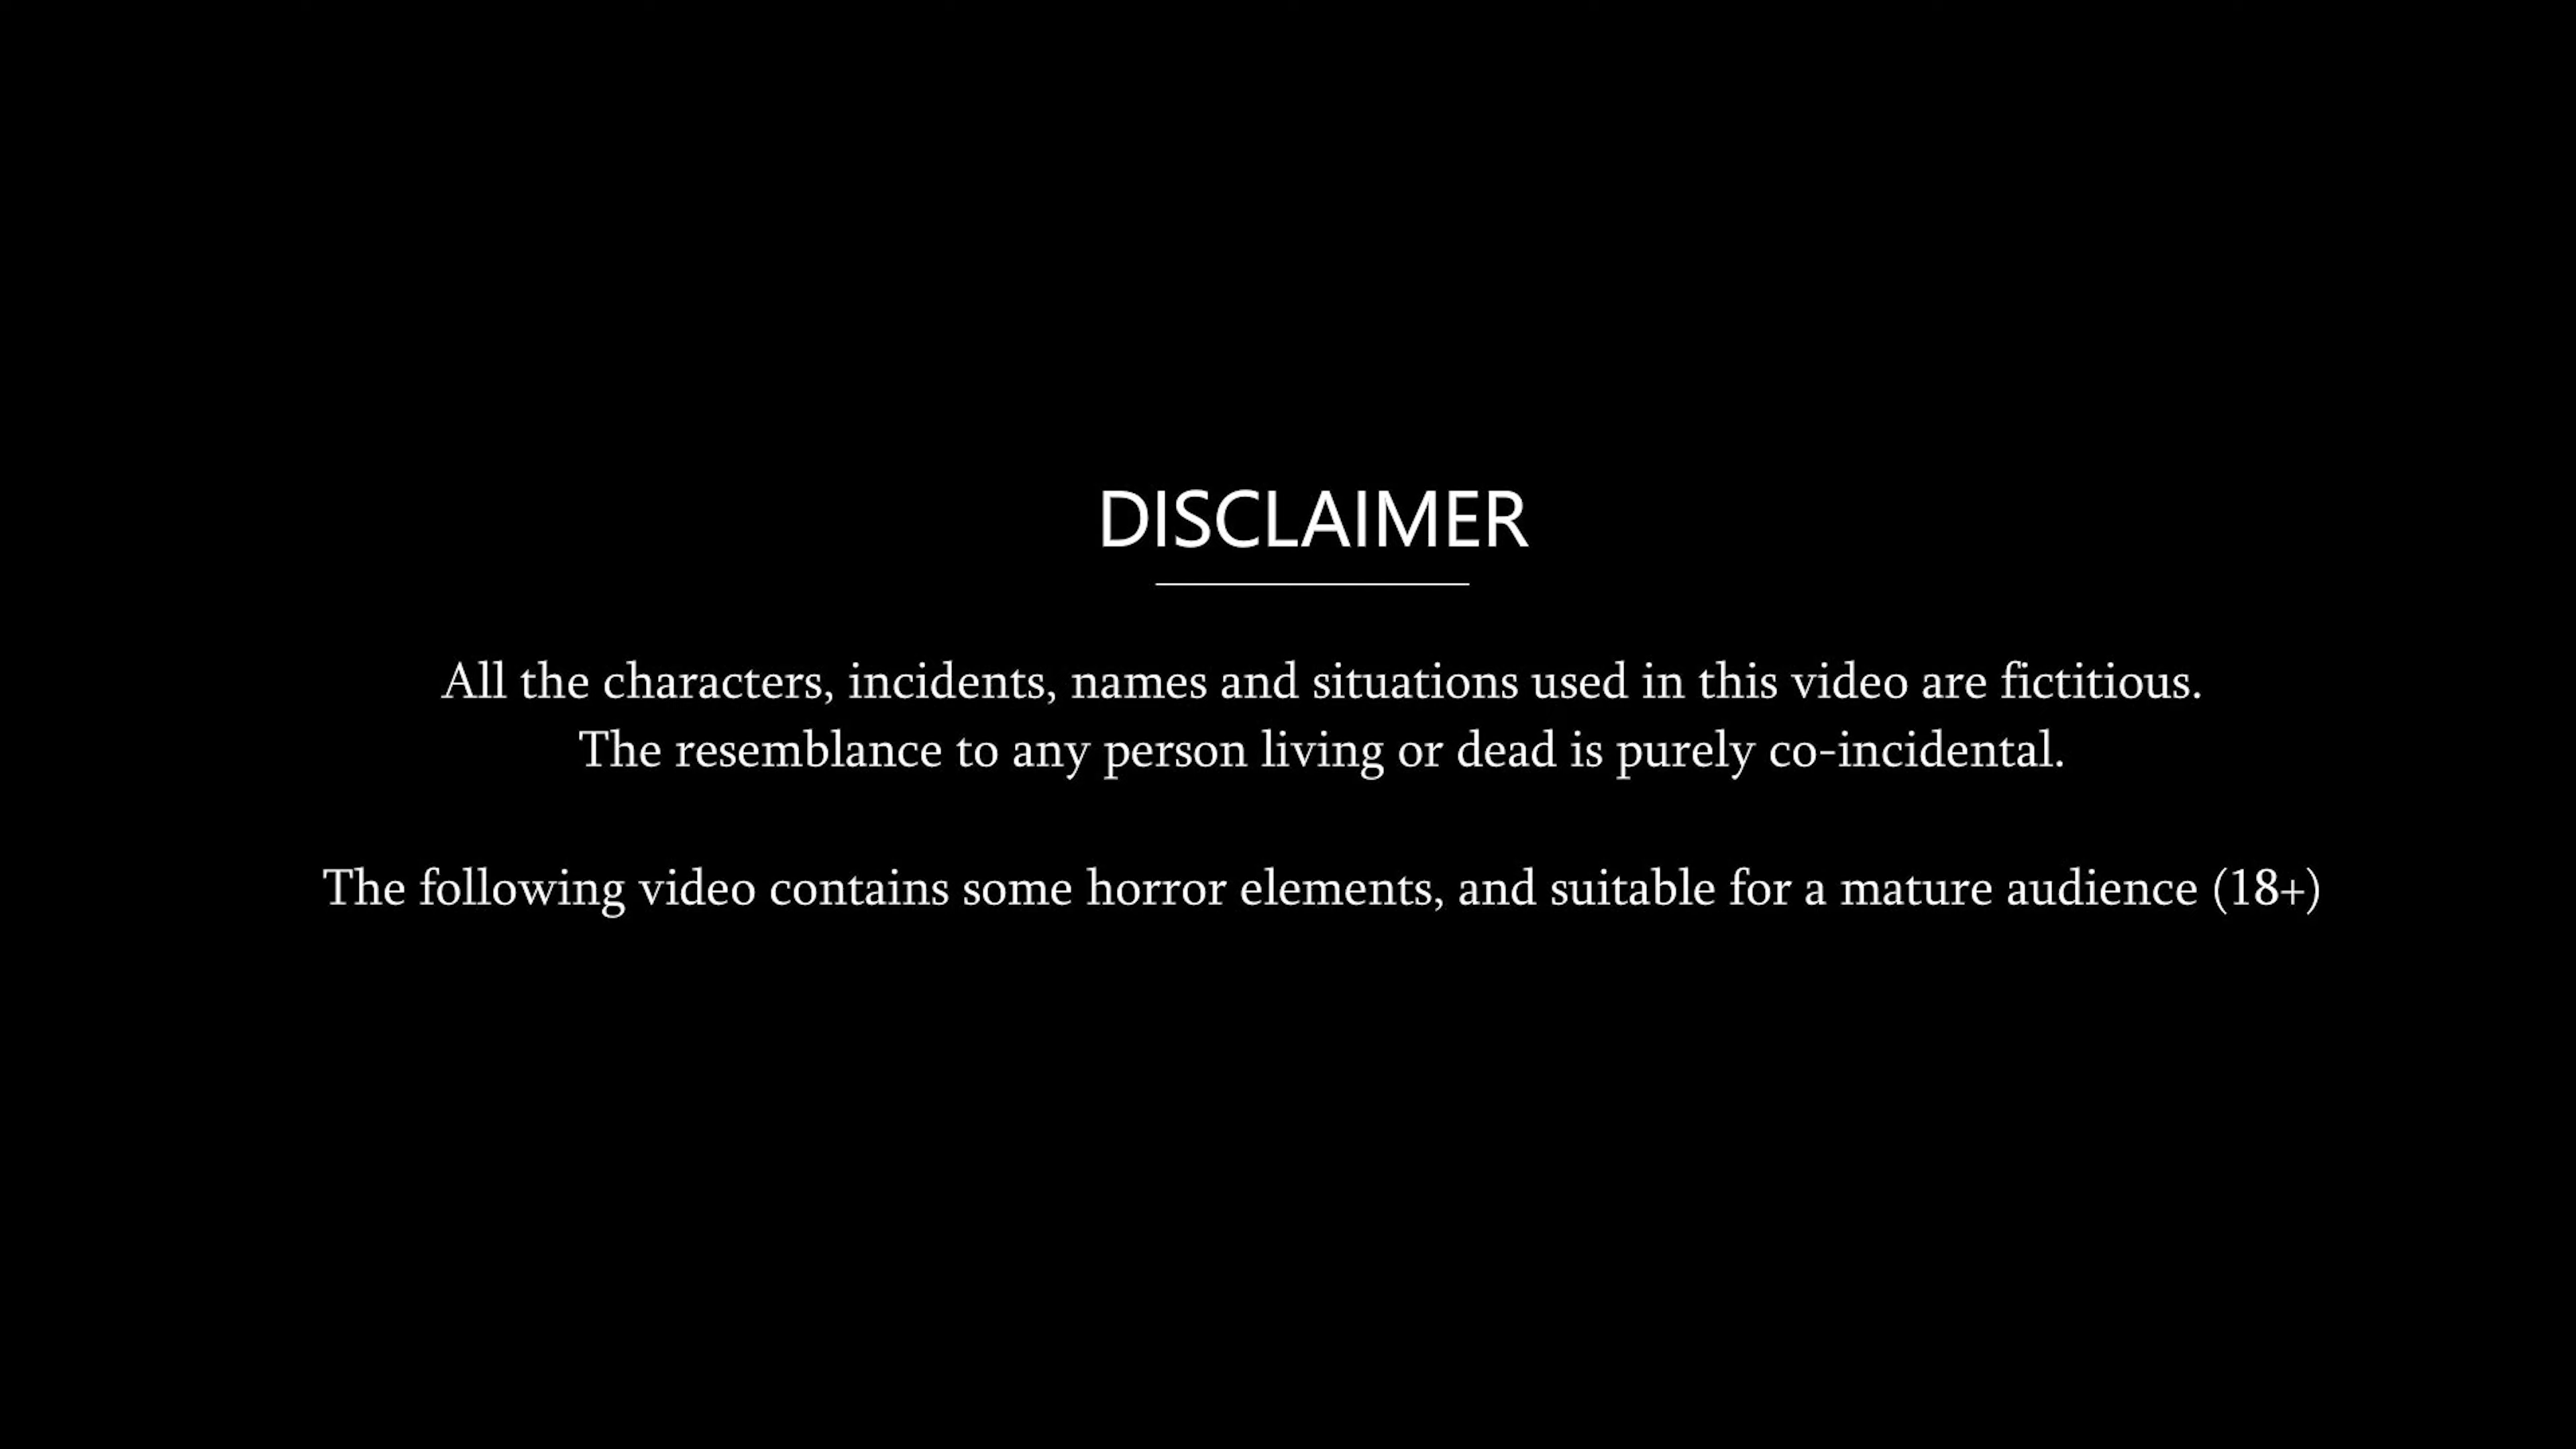 DISCLAIMER
All the characters, incidents, names and situations used in this video are fictitious.
The resemblance to any person living or dead is purely co-incidental.
The following video contains some horror elements, and suitable for a mature audience (18+)